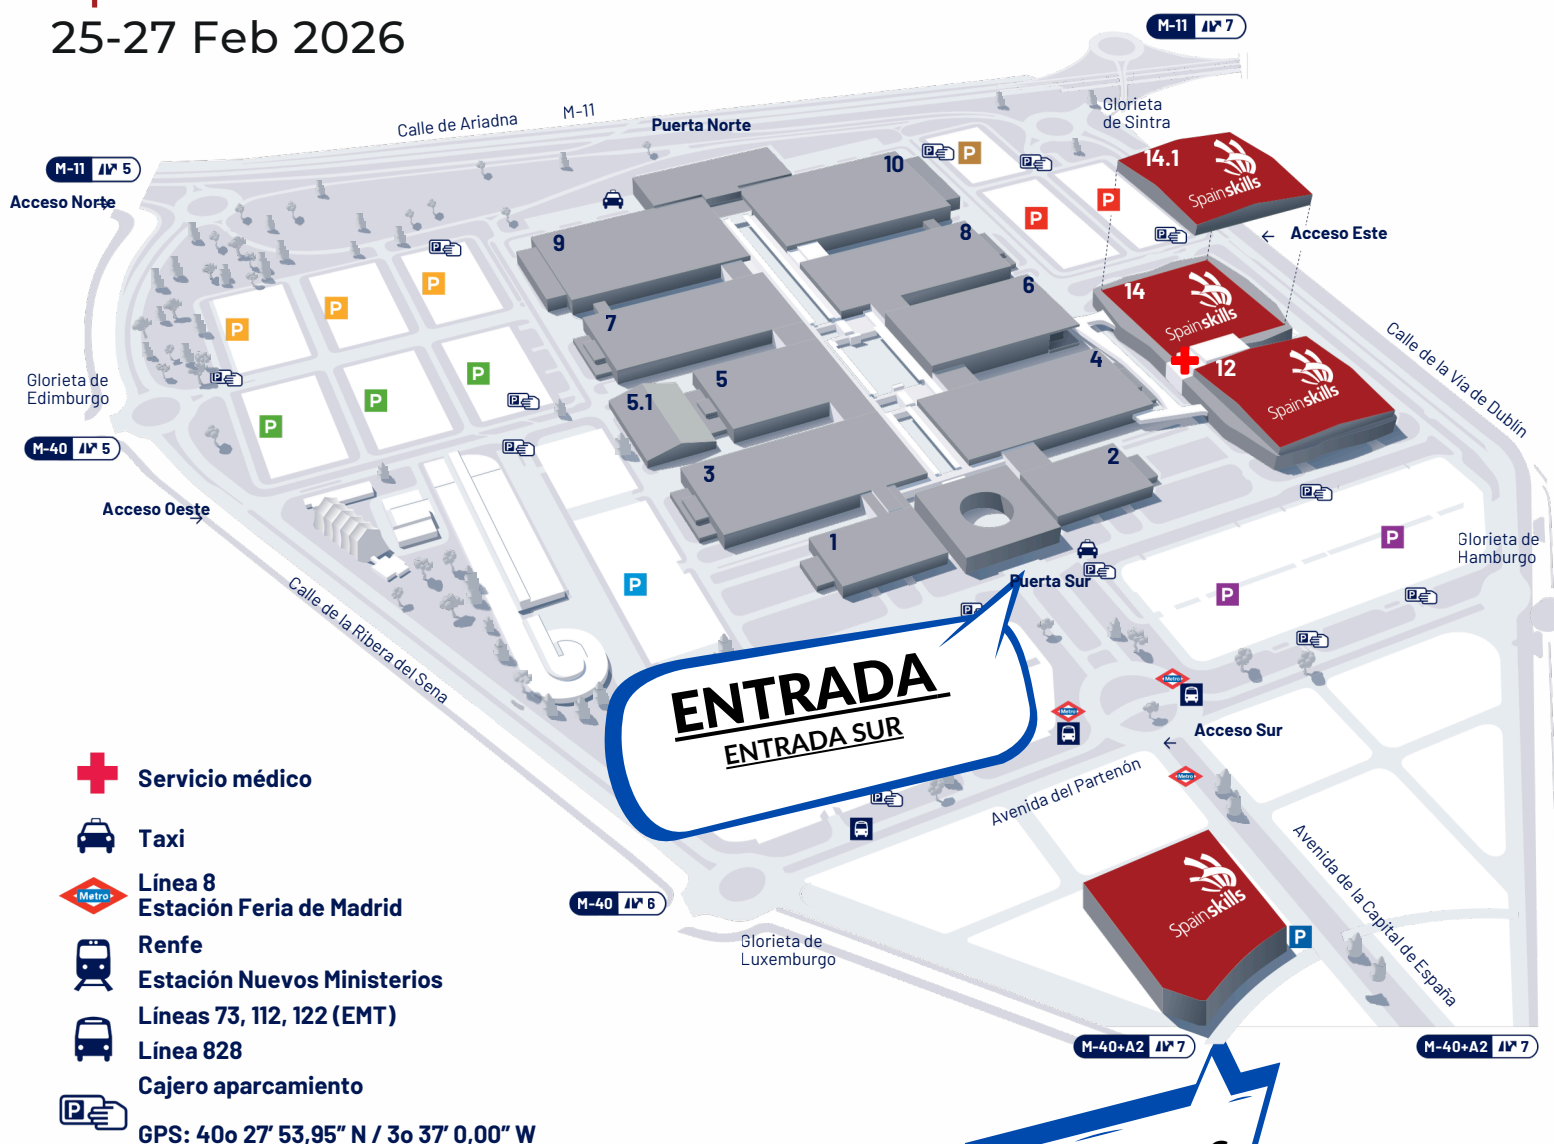 25-27 Feb 2026
M-11 7
Glorieta
de Sintra
M-11
Calle de Ariadna
Puerta Norte
M-11 5
Acceso Norte
10
14.1
Spainskills
P
P
P
9
8
Acceso Este
14
Spainskills
6
P
P
P
7
4
12
Spainskills
Calle de la Vía de Dublín
Glorieta de
Edimburgo
P
P
P
5
5.1
M-40 5
3
2
Acceso Oeste
1
P
Glorieta de
Hamburgo
P
P
Puerta Sur
Calle de la Ribera del Sena
ENTRADA
ENTRADA SUR
Metro
Metro
Acceso Sur
Metro
Avenida del Partenón
Avenida de la Capital de España
Spainskills
P
M-40 6
Glorieta de
Luxemburgo
M-40+A2 7
M-40+A2 7
Servicio médico
Taxi
Metro
Línea 8
Estación Feria de Madrid
Renfe
Estación Nuevos Ministerios
Líneas 73, 112, 122 (EMT)
Línea 828
P
Cajero aparcamiento
GPS: 40o 27’ 53,95” N / 3o 37’ 0,00” W